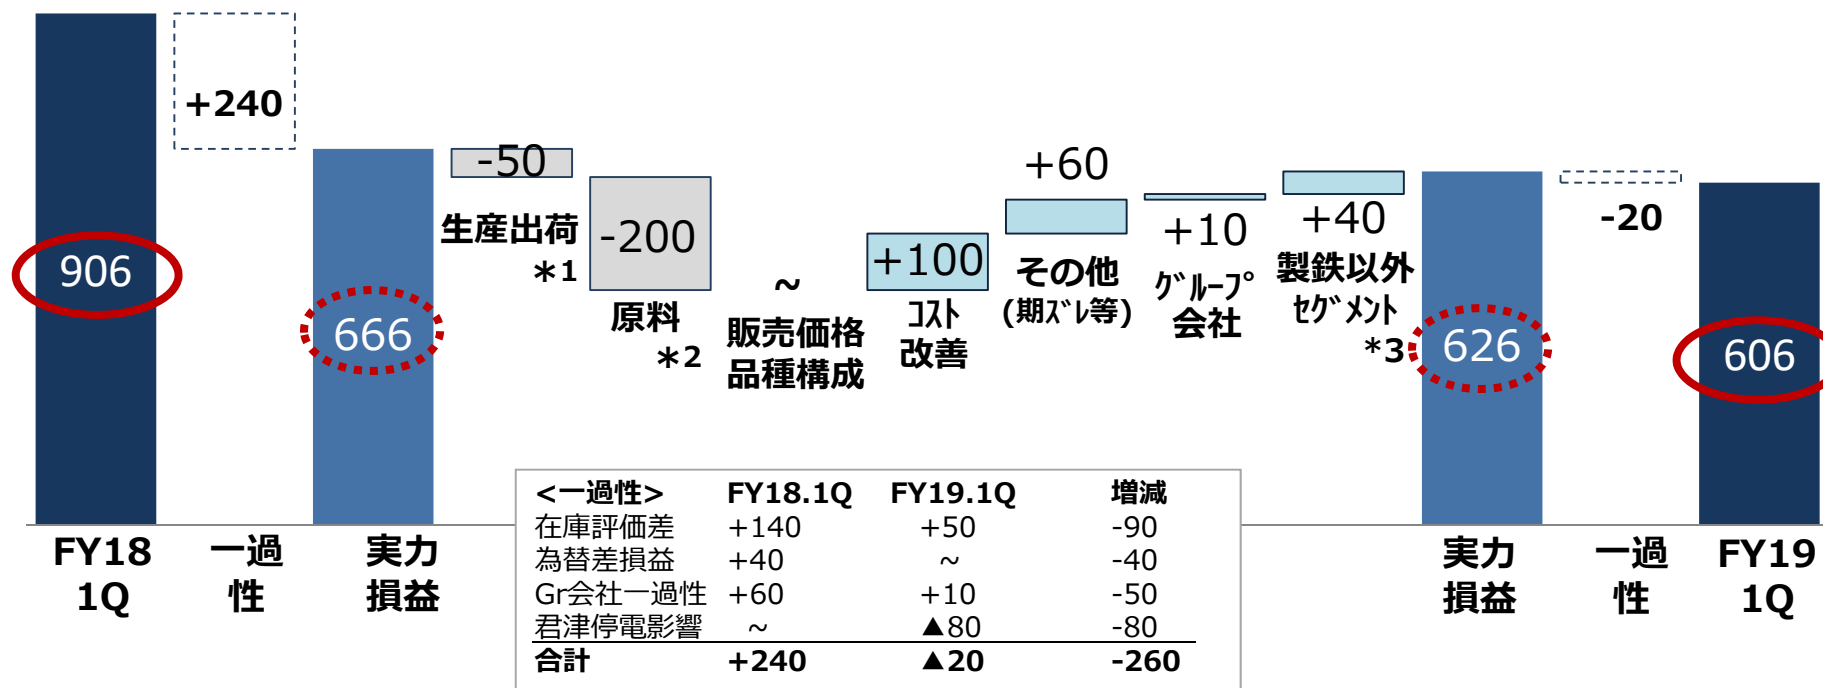 906
+240
666
-50
生産出荷
＊1
-200
原料
＊2
~
販売価格
品種構成
+100
ｺｽﾄ
改善
+60
その他
(期ｽﾞﾚ等)
+10
ｸﾞﾙｰﾌﾟ
会社
+40
製鉄以外
ｾｸﾞﾒﾝﾄ
*3
626
-20
606
<一過性> FY18.1Q FY19.1Q 増減
在庫評価差 +140 +50 -90
為替差損益 +40 ~ -40
Gr会社一過性 +60 +10 -50
君津停電影響 ~ ▲80 -80
合計 +240 ▲20 -260
FY18
1Q
一過
性
実力
損益
実力
損益
一過
性
FY19
1Q